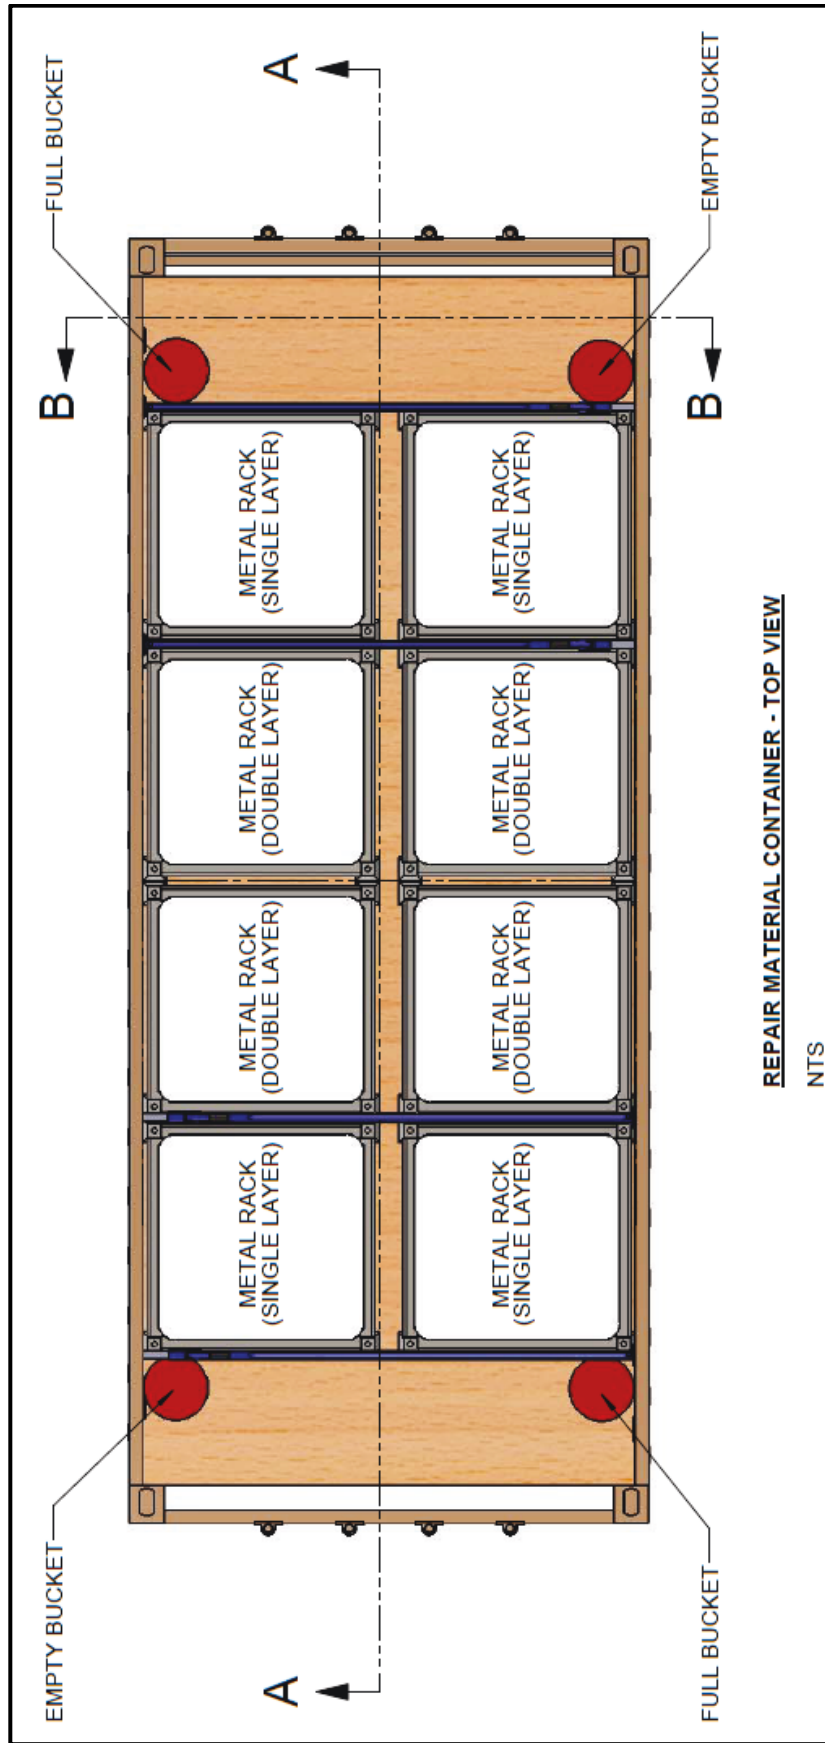 EMPTY BUCKET
B
FULL BUCKET
A
A
METAL RACK
(SINGLE LAYER)
METAL RACK
(DOUBLE LAYER)
METAL RACK
(DOUBLE LAYER)
METAL RACK
(SINGLE LAYER)
METAL RACK
(SINGLE LAYER)
METAL RACK
(DOUBLE LAYER)
METAL RACK
(DOUBLE LAYER)
METAL RACK
(SINGLE LAYER)
FULL BUCKET
B
EMPTY BUCKET
REPAIR MATERIAL CONTAINER - TOP VIEW
NTS